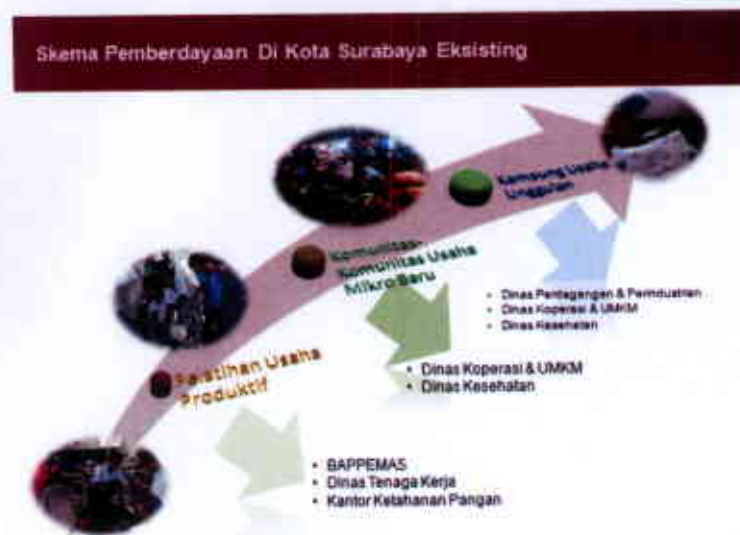 Skema Pemberdayaan Di Kota Surabaya Eksisting
Kampung Usaha
Unggulan
Komunitas-
Komunitas Usaha
Mikro Baru
• Dinas Perdagangan & Perindustrian
• Dinas Koperasi & UMKM
• Dinas Kesehatan
• Dinas Koperasi & UMKM
• Dinas Kesehatan
Pelatihan Usaha
Produktif
• BAPPEMAS
• Dinas Tenaga Kerja
• Kantor Ketahanan Pangan